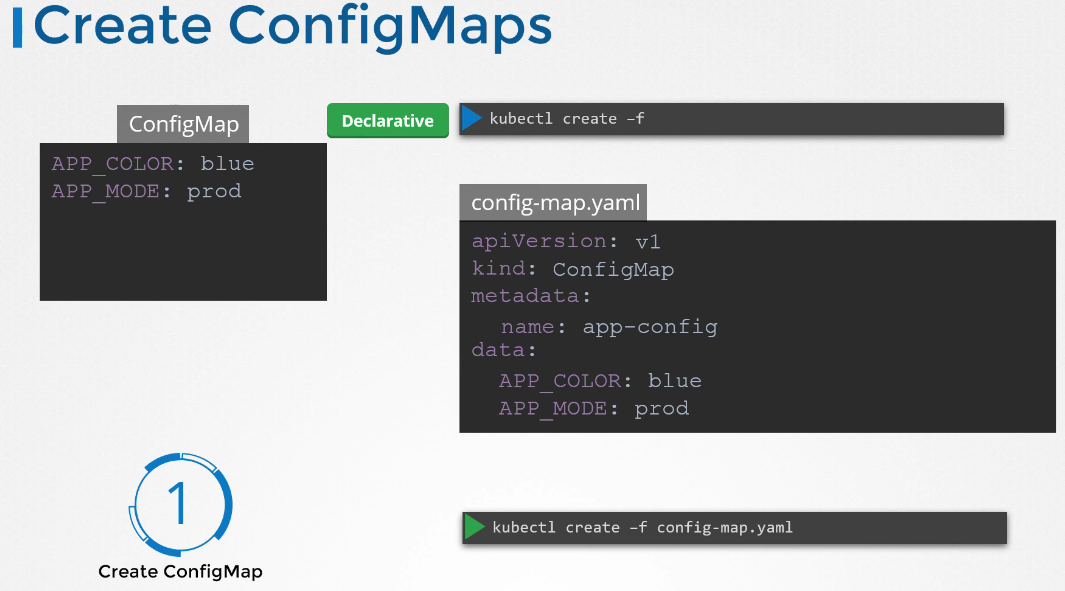 Create ConfigMaps
ConfigMap
APP_COLOR: blue
APP_MODE: prod
Declarative
kubectl create –f
config-map.yaml
apiVersion: v1
kind: ConfigMap
metadata:
  name: app-config
data:
  APP_COLOR: blue
  APP_MODE: prod
1
Create ConfigMap
kubectl create –f config-map.yaml